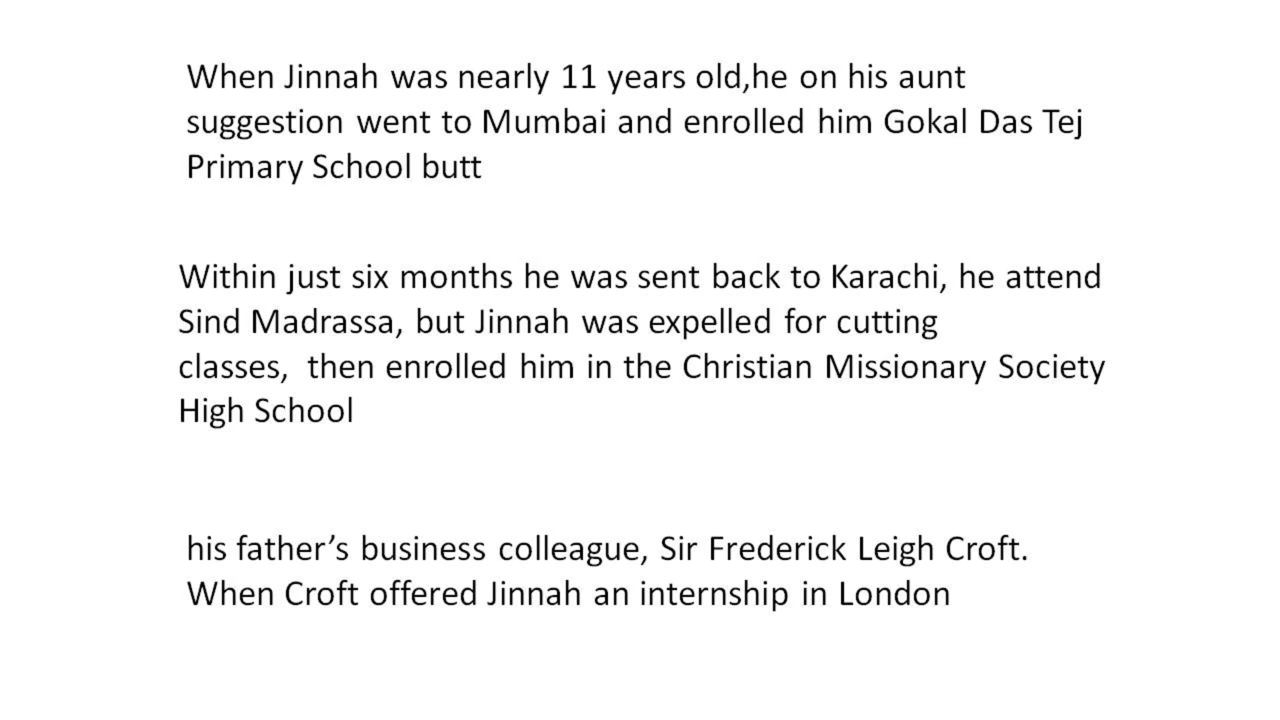 When Jinnah was nearly 11 years old,he on his aunt
suggestion went to Mumbai and enrolled him Gokal Das Tej
Primary School butt
Within just six months he was sent back to Karachi, he attend
Sind Madrassa, but Jinnah was expelled for cutting
classes,  then enrolled him in the Christian Missionary Society
High School
his father’s business colleague, Sir Frederick Leigh Croft.
When Croft offered Jinnah an internship in London